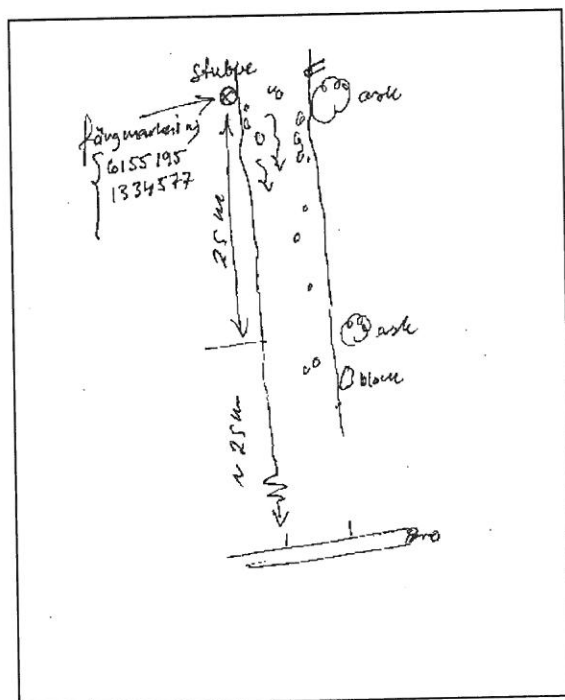 stubbe
ask
färgmarkering
6155195
1334577
25 m
ask
block
~ 25 m
Bro